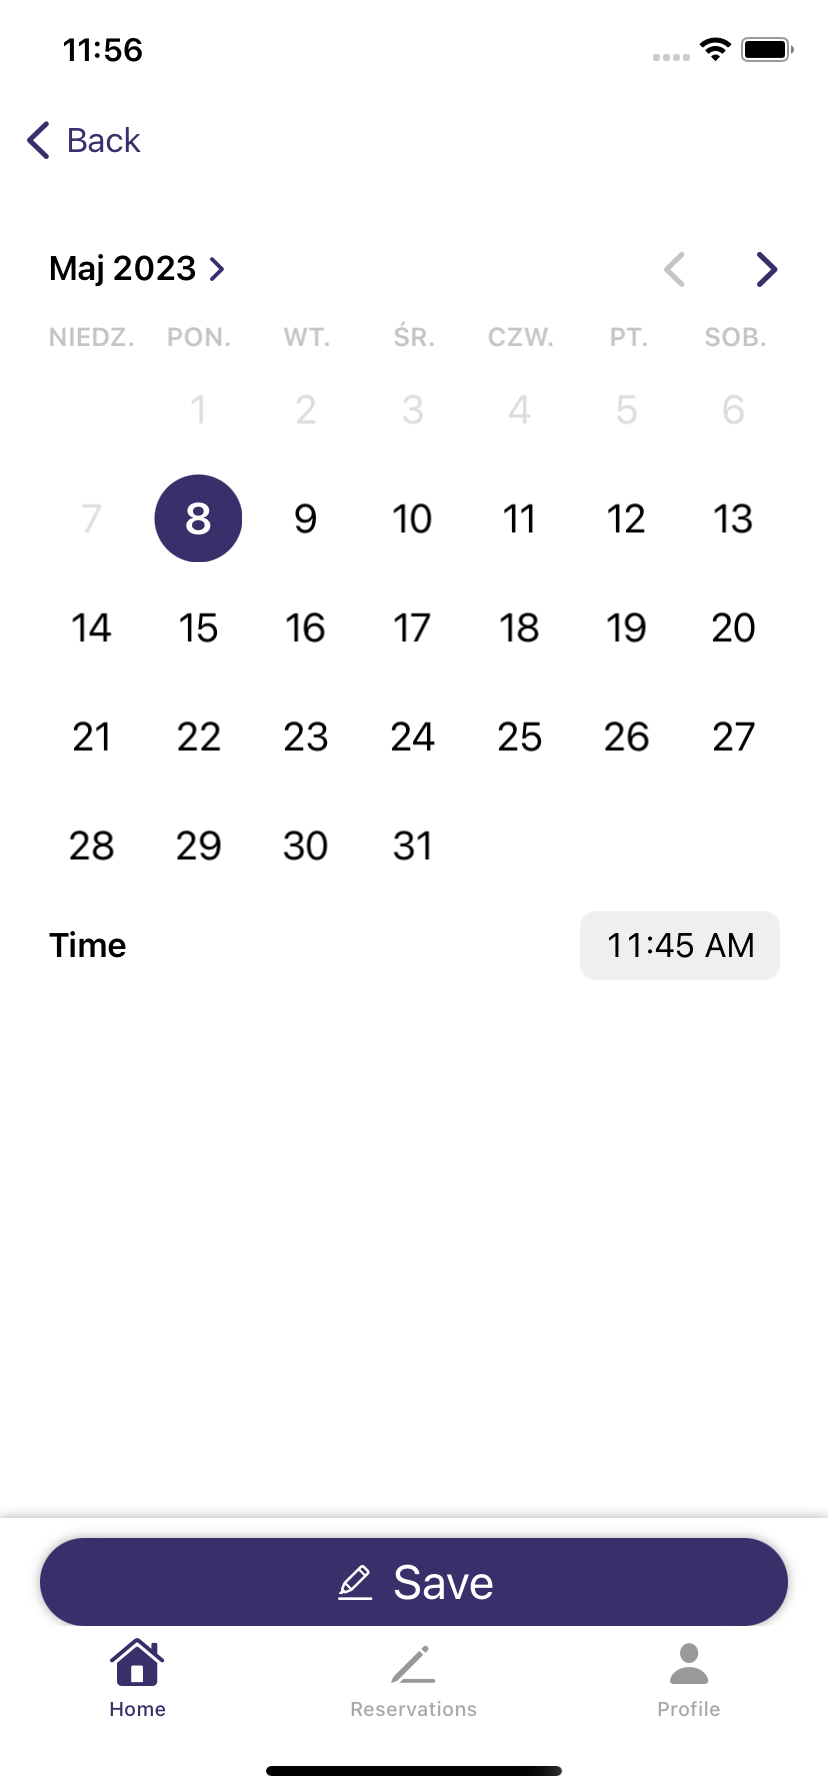 11:56
Back
Maj 2023
NIEDZ. PON. WT. ŚR. CZW. PT. SOB.
1 2 3 4 5 6
7 8 9 10 11 12 13
14 15 16 17 18 19 20
21 22 23 24 25 26 27
28 29 30 31
Time 11:45 AM
Save
Home Reservations Profile